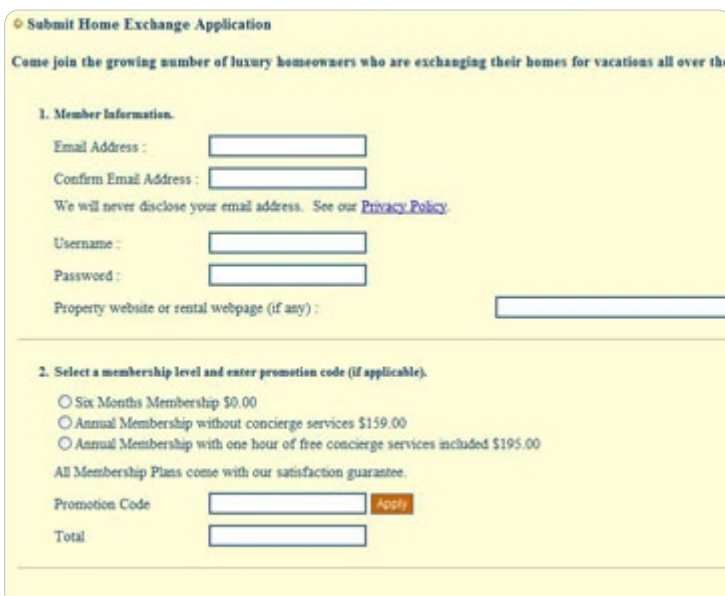 Submit Home Exchange Application
Come join the growing number of luxury homeowners who are exchanging their homes for vacations all over the
1. Member Information.
Email Address :
Confirm Email Address :
We will never disclose your email address. See our Privacy Policy.
Username :
Password :
Property website or rental webpage (if any) :
2. Select a membership level and enter promotion code (if applicable).
Six Months Membership $0.00
Annual Membership without concierge services $159.00
Annual Membership with one hour of free concierge services included $195.00
All Membership Plans come with our satisfaction guarantee.
Promotion Code Apply
Total